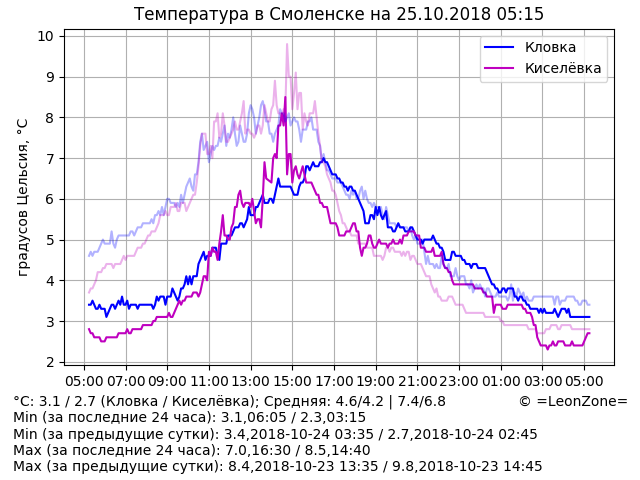 Температура в Смоленске на 25.10.2018 05:15
Кловка
Киселёвка
градусов Цельсия, °C
10
9
8
7
6
5
4
3
2
05:00 07:00 09:00 11:00 13:00 15:00 17:00 19:00 21:00 23:00 01:00 03:00 05:00
°C: 3.1 / 2.7 (Кловка / Киселёвка); Средняя: 4.6/4.2 | 7.4/6.8 © =LeonZone=
Min (за последние 24 часа): 3.1,06:05 / 2.3,03:15
Min (за предыдущие сутки): 3.4,2018-10-24 03:35 / 2.7,2018-10-24 02:45
Max (за последние 24 часа): 7.0,16:30 / 8.5,14:40
Max (за предыдущие сутки): 8.4,2018-10-23 13:35 / 9.8,2018-10-23 14:45